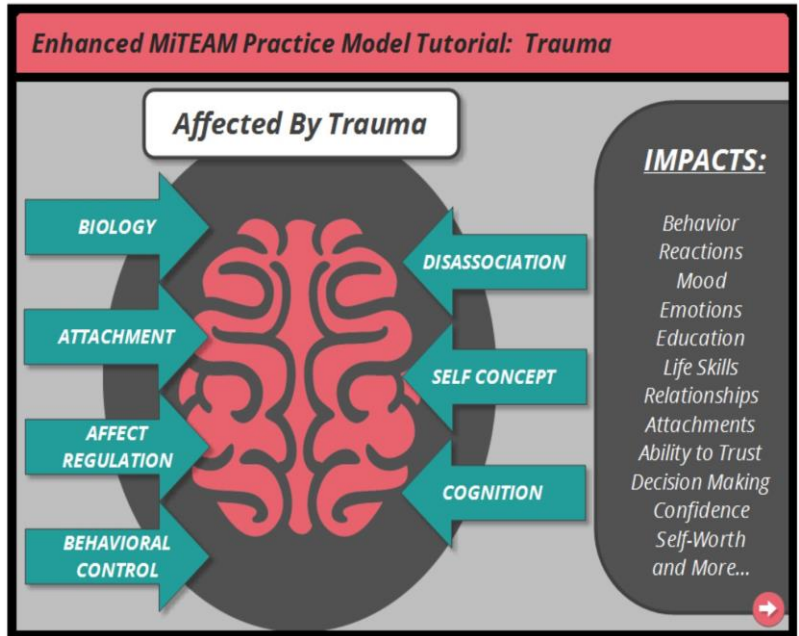 Enhanced MiTEAM Practice Model Tutorial: Trauma
Affected By Trauma
BIOLOGY
ATTACHMENT
AFFECT
REGULATION
BEHAVIORAL
CONTROL
DISASSOCIATION
SELF CONCEPT
COGNITION
IMPACTS:
Behavior
Reactions
Mood
Emotions
Education
Life Skills
Relationships
Attachments
Ability to Trust
Decision Making
Confidence
Self-Worth
and More...